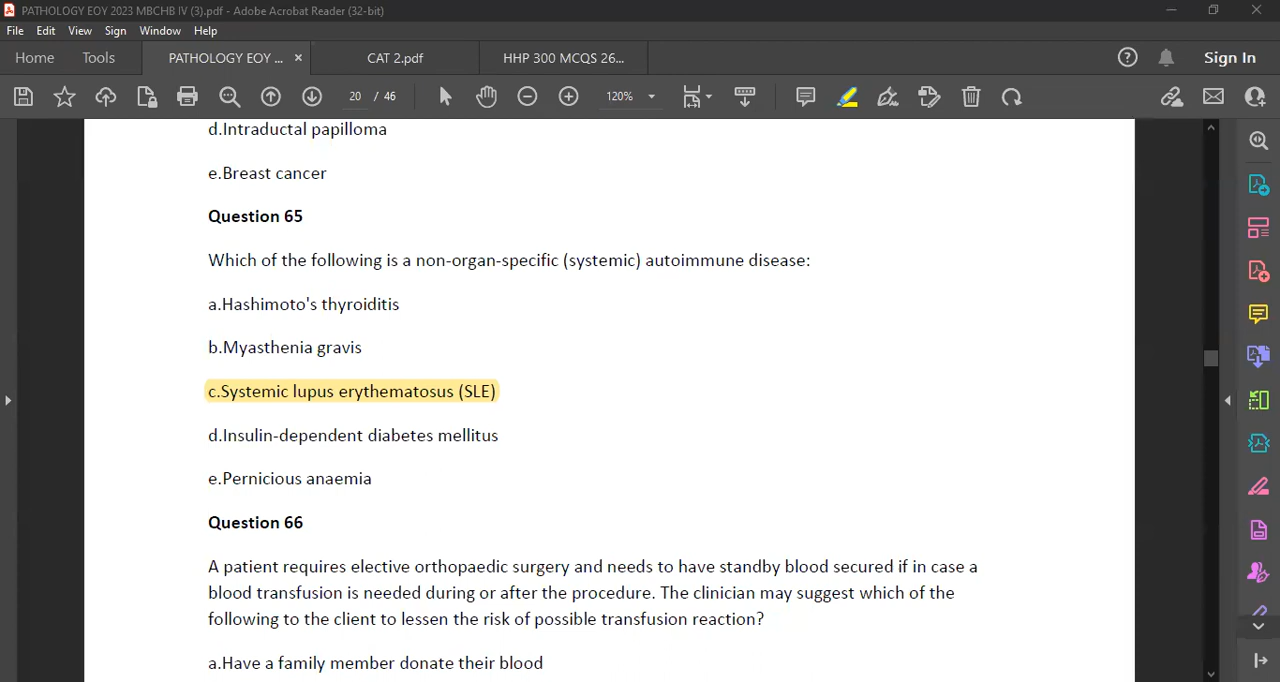 PATHOLOGY EOY 2023 MBCHB IV (3).pdf - Adobe Acrobat Reader (32-bit)
File Edit View Sign Window Help
Home Tools PATHOLOGY EOY ... × CAT 2.pdf HHP 300 MCQS 26... Sign In
20 / 46 120%
d.Intraductal papilloma
e.Breast cancer
Question 65
Which of the following is a non-organ-specific (systemic) autoimmune disease:
a.Hashimoto's thyroiditis
b.Myasthenia gravis
c.Systemic lupus erythematosus (SLE)
d.Insulin-dependent diabetes mellitus
e.Pernicious anaemia
Question 66
A patient requires elective orthopaedic surgery and needs to have standby blood secured if in case a
blood transfusion is needed during or after the procedure. The clinician may suggest which of the
following to the client to lessen the risk of possible transfusion reaction?
a.Have a family member donate their blood